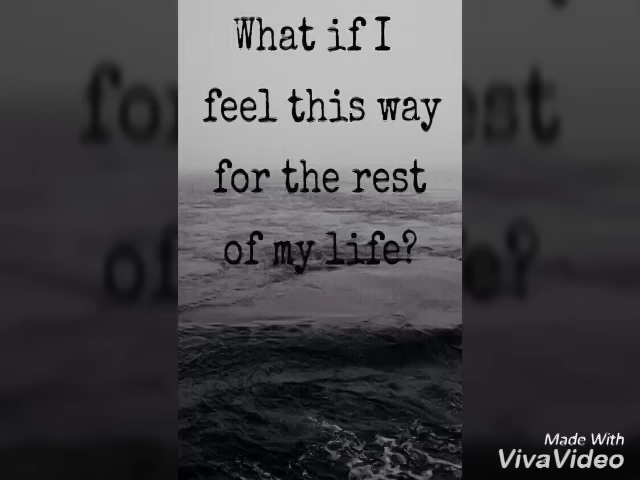 What if I
feel this way
for the rest
of my life?
Made With
VivaVideo